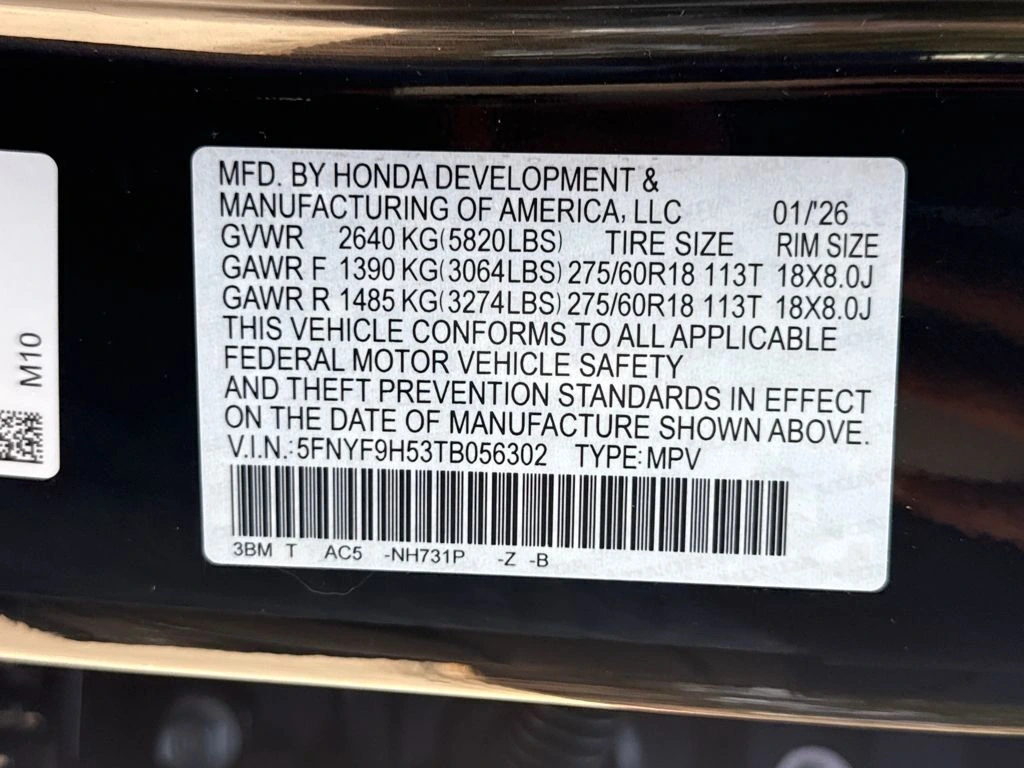 MFD. BY HONDA DEVELOPMENT &
MANUFACTURING OF AMERICA, LLC 01/'26
GVWR 2640 KG(5820LBS) TIRE SIZE RIM SIZE
GAWR F 1390 KG(3064LBS) 275/60R18 113T 18X8.0J
GAWR R 1485 KG(3274LBS) 275/60R18 113T 18X8.0J
THIS VEHICLE CONFORMS TO ALL APPLICABLE
FEDERAL MOTOR VEHICLE SAFETY
AND THEFT PREVENTION STANDARDS IN EFFECT
ON THE DATE OF MANUFACTURE SHOWN ABOVE.
V.I.N.:5FNYF9H53TB056302 TYPE:MPV
3BM T AC5 -NH731P -Z -B
M10